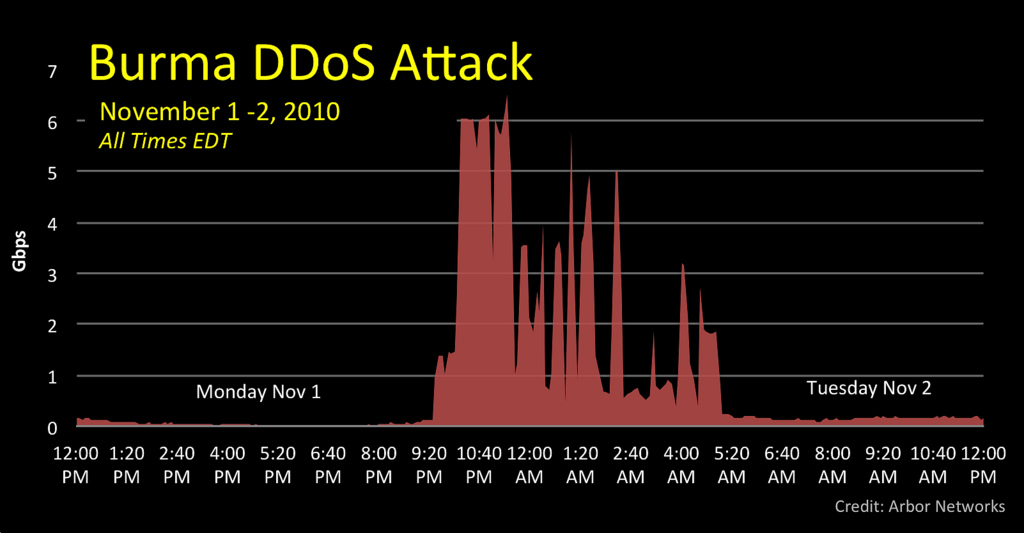 Burma DDoS Attack
November 1 -2, 2010
All Times EDT
Gbps
7
6
5
4
3
2
1
0
Monday Nov 1
Tuesday Nov 2
12:00 1:20 2:40 4:00 5:20 6:40 8:00 9:20 10:40 12:00 1:20 2:40 4:00 5:20 6:40 8:00 9:20 10:40 12:00
PM PM PM PM PM PM PM PM PM AM AM AM AM AM AM AM AM AM PM
Credit: Arbor Networks